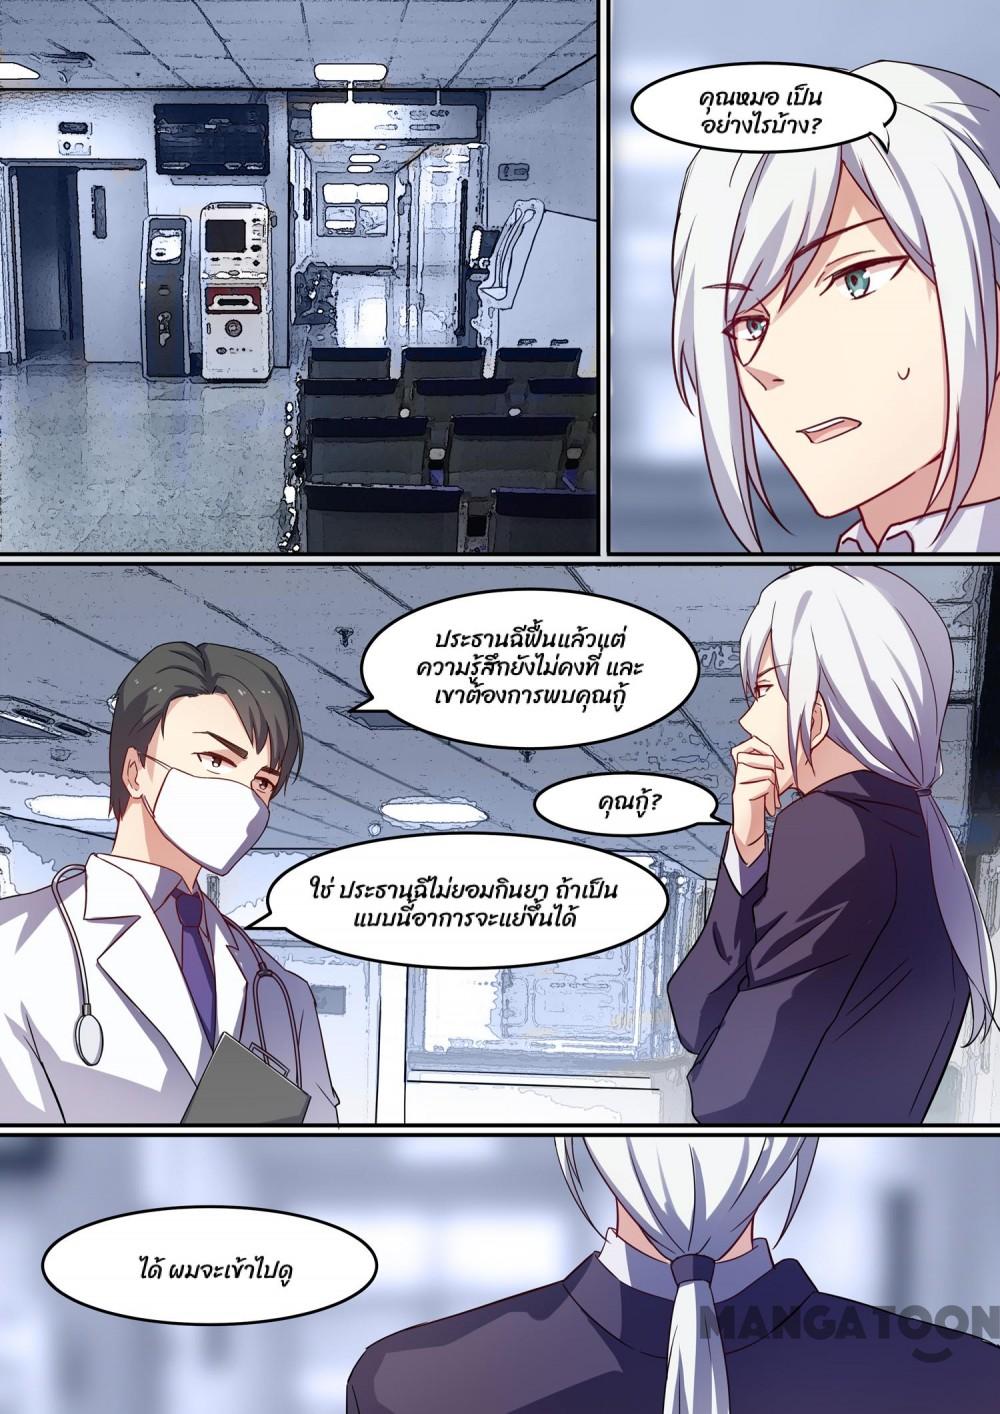 คุณหมอ เป็น
อย่างไรบ้าง?
ประธานฉีฟื้นแล้วแต่
ความรู้สึกยังไม่คงที่ และ
เขาต้องการพบคุณกู้
คุณกู้?
ใช่ ประธานฉีไม่ยอมกินยา ถ้าเป็น
แบบนี้อาการจะแย่ขึ้นได้
ได้ ผมจะเข้าไปดู
MANGATOON